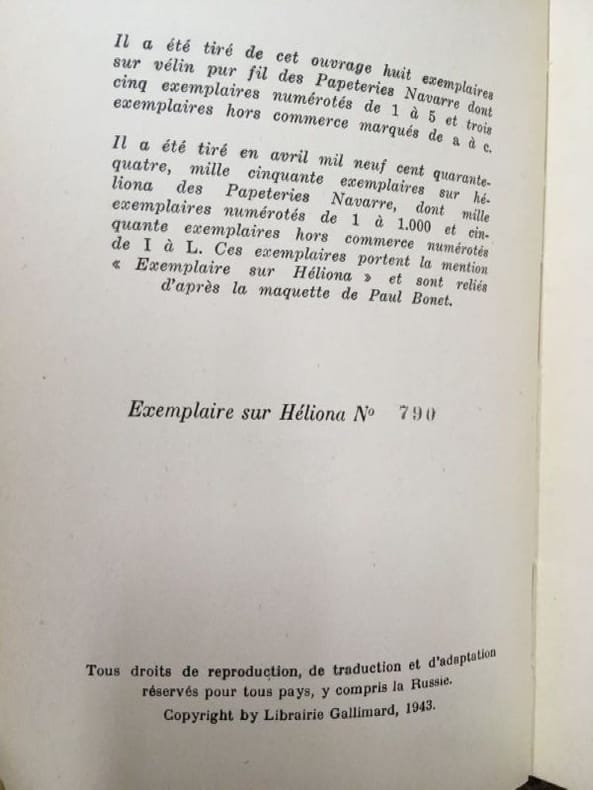 Il a été tiré de cet ouvrage huit exemplaires
sur vélin pur fil des Papeteries Navarre dont
cinq exemplaires numérotés de 1 à 5 et trois
exemplaires hors commerce marqués de a à c.
Il a été tiré en avril mil neuf cent quarante-
quatre, mille cinquante exemplaires sur hé-
liona des Papeteries Navarre, dont mille
exemplaires numérotés de 1 à 1.000 et cin-
quante exemplaires hors commerce numérotés
de I à L. Ces exemplaires portent la mention
« Exemplaire sur Héliona » et sont reliés
d'après la maquette de Paul Bonet.
Exemplaire sur Héliona Nº 790
Tous droits de reproduction, de traduction et d'adaptation
réservés pour tous pays, y compris la Russie.
Copyright by Librairie Gallimard, 1943.